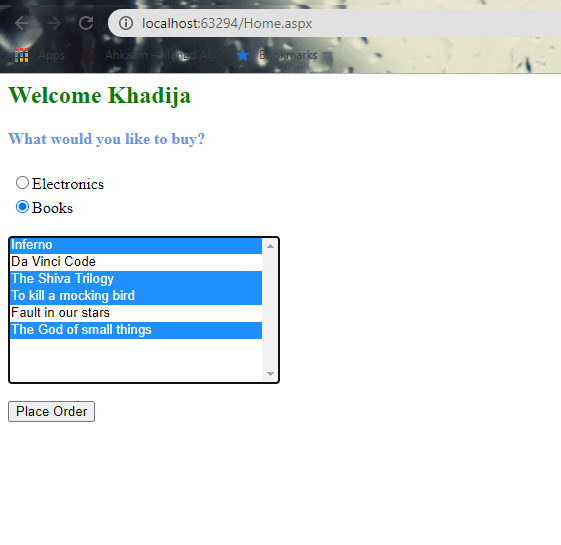 localhost:63294/Home.aspx
Apps
Bookmarks
Welcome Khadija
What would you like to buy?
Electronics
Books
Inferno
Da Vinci Code
The Shiva Trilogy
To kill a mocking bird
Fault in our stars
The God of small things
Place Order